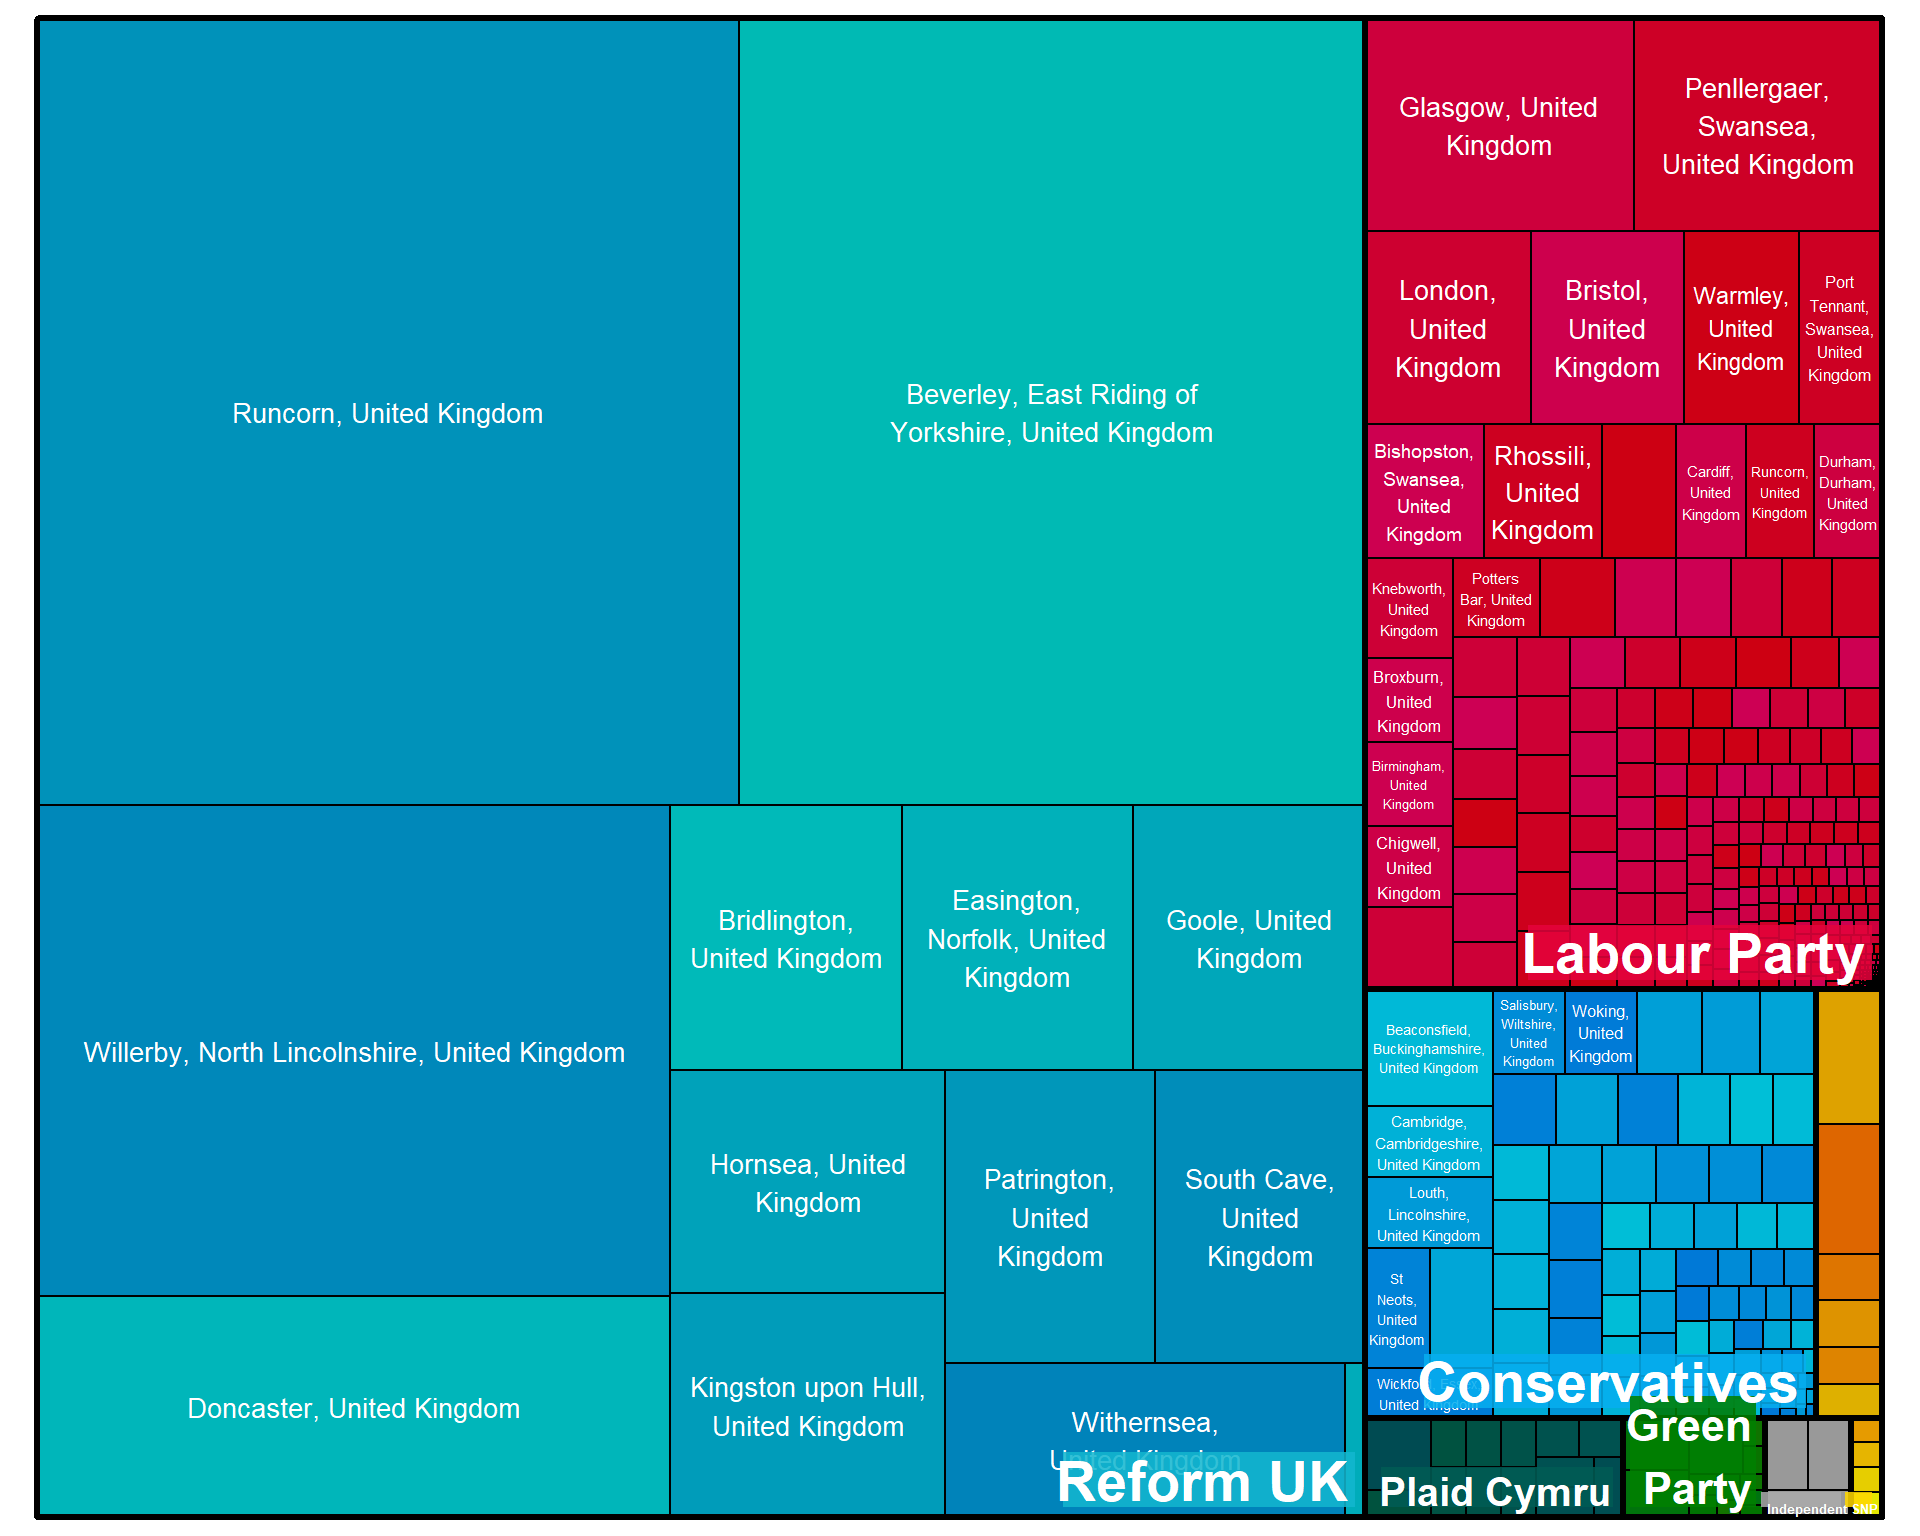 Runcorn, United Kingdom
Beverley, East Riding of
Yorkshire, United Kingdom
Willerby, North Lincolnshire, United Kingdom
Doncaster, United Kingdom
Bridlington,
United Kingdom
Easington,
Norfolk, United
Kingdom
Goole, United
Kingdom
Hornsea, United
Kingdom
Kingston upon Hull,
United Kingdom
Patrington,
United
Kingdom
South Cave,
United
Kingdom
Withernsea,
United Kingdom
Reform UK
Glasgow, United
Kingdom
Penllergaer,
Swansea,
United Kingdom
London,
United
Kingdom
Bristol,
United
Kingdom
Warmley,
United
Kingdom
Port
Tennant,
Swansea,
United
Kingdom
Bishopston,
Swansea,
United
Kingdom
Rhossili,
United
Kingdom
Cardiff,
United
Kingdom
Runcorn,
United
Kingdom
Durham,
Durham,
United
Kingdom
Knebworth,
United
Kingdom
Potters
Bar, United
Kingdom
Broxburn,
United
Kingdom
Birmingham,
United
Kingdom
Chigwell,
United
Kingdom
Labour Party
Beaconsfield,
Buckinghamshire,
United Kingdom
Salisbury,
Wiltshire,
United
Kingdom
Woking,
United
Kingdom
Cambridge,
Cambridgeshire,
United Kingdom
Louth,
Lincolnshire,
United Kingdom
St
Neots,
United
Kingdom
Wickford, Essex,
United Kingdom
Conservatives
Plaid Cymru
Green
Party
Independent
SNP